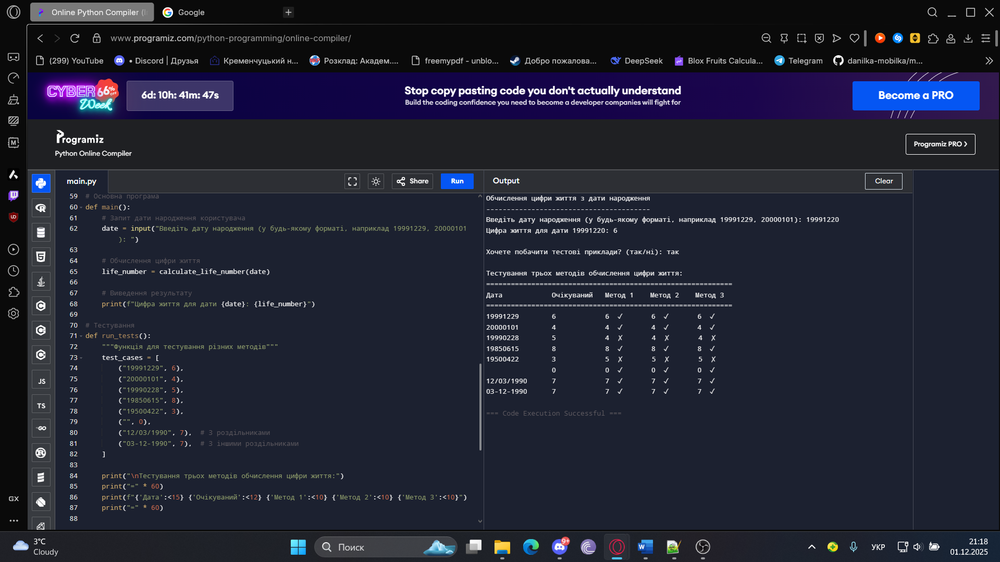 Online Python Compiler (I
Google
www.programiz.com/python-programming/online-compiler/
(299) YouTube
• Discord | Друзья
Кременчуцький н...
Розклад: Академ....
freemypdf - unblo...
Добро пожалова...
DeepSeek
Blox Fruits Calcula...
Telegram
danilka-mobilka/m...
CYBER Week 66% OFF
6d: 10h: 41m: 47s
Stop copy pasting code you don't actually understand
Build the coding confidence you need to become a developer companies will fight for
Become a PRO
Programiz
Python Online Compiler
Programiz PRO
main.py
Share
Run
Output
Clear
59 # Основна програма
60 def main():
61 # Запит дати народження користувача
62 date = input("Введіть дату народження (у будь-якому форматі, наприклад 19991229, 20000101
): ")
63
64 # Обчислення цифри життя
65 life_number = calculate_life_number(date)
66
67 # Виведення результату
68 print(f"Цифра життя для дати {date}: {life_number}")
69
70 # Тестування
71 def run_tests():
72 """Функція для тестування різних методів"""
73 test_cases = [
74 ("19991229", 6),
75 ("20000101", 4),
76 ("19990228", 5),
77 ("19850615", 8),
78 ("19500422", 3),
79 ("", 0),
80 ("12/03/1990", 7),  # З роздільниками
81 ("03-12-1990", 7),  # З іншими роздільниками
82 ]
83
84 print("\nТестування трьох методів обчислення цифри життя:")
85 print("=" * 60)
86 print(f"{'Дата':<15} {'Очікуваний':<12} {'Метод 1':<10} {'Метод 2':<10} {'Метод 3':<10}")
87 print("=" * 60)
88
Обчислення цифри життя з дати народження
----------------------------------------
Введіть дату народження (у будь-якому форматі, наприклад 19991229, 20000101): 19991220
Цифра життя для дати 19991220: 6
Хочете побачити тестові приклади? (так/ні): так
Тестування трьох методів обчислення цифри життя:
============================================================
Дата Очікуваний Метод 1 Метод 2 Метод 3
============================================================
19991229 6 6 ✓ 6 ✓ 6 ✓
20000101 4 4 ✓ 4 ✓ 4 ✓
19990228 5 4 ✗ 4 ✗ 4 ✗
19850615 8 8 ✓ 8 ✓ 8 ✓
19500422 3 5 ✗ 5 ✗ 5 ✗
0 0 ✓ 0 ✓ 0 ✓
12/03/1990 7 7 ✓ 7 ✓ 7 ✓
03-12-1990 7 7 ✓ 7 ✓ 7 ✓
=== Code Execution Successful ===
JS
TS
GO
GX
3°C
Cloudy
Поиск
9+
УКР
21:18
01.12.2025